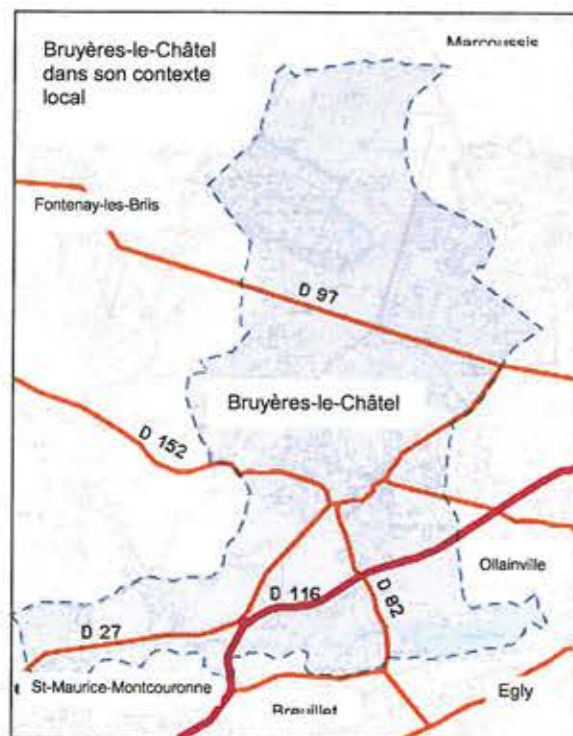 Bruyères-le-Châtel
dans son contexte
local
Marcoussis
Fontenay-les-Briis
D 97
Bruyères-le-Châtel
D 152
Ollainville
D 116
D 82
D 27
St-Maurice-Montcouronne
Egly
Breuillet